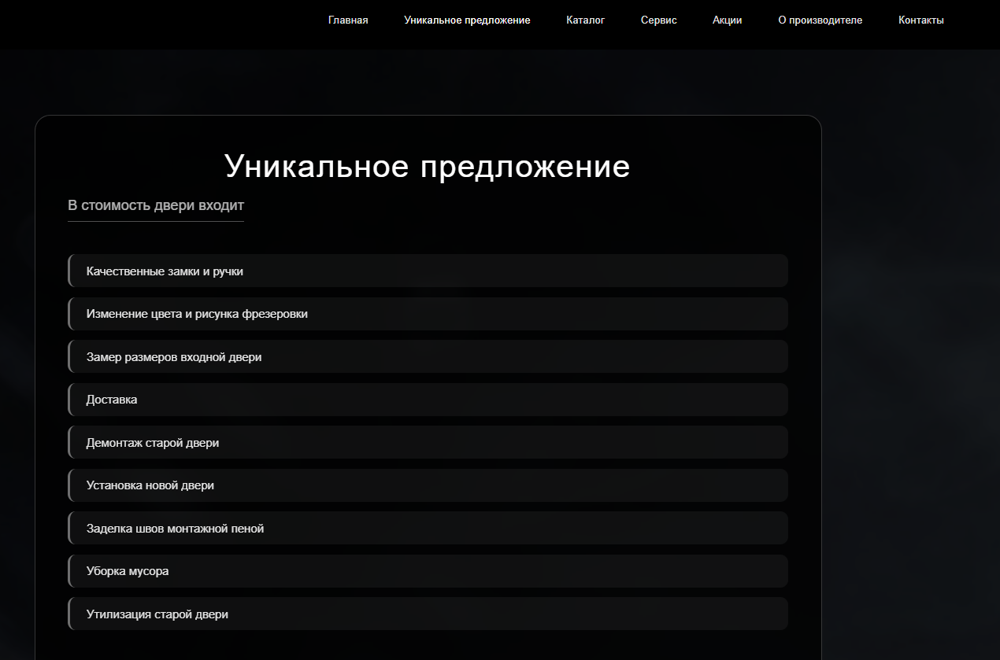 Главная Уникальное предложение Каталог Сервис Акции О производителе Контакты
Уникальное предложение
В стоимость двери входит
Качественные замки и ручки
Изменение цвета и рисунка фрезеровки
Замер размеров входной двери
Доставка
Демонтаж старой двери
Установка новой двери
Заделка швов монтажной пеной
Уборка мусора
Утилизация старой двери